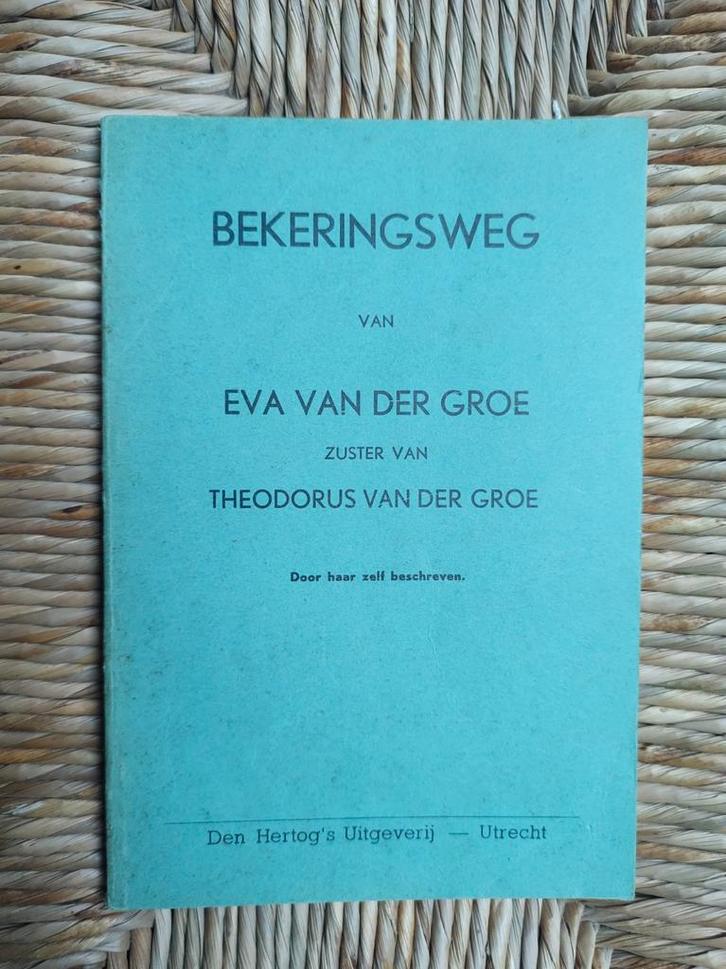 BEKERINGSWEG
VAN
EVA VAN DER GROE
ZUSTER VAN
THEODORUS VAN DER GROE
Door haar zelf beschreven.
Den Hertog's Uitgeverij — Utrecht